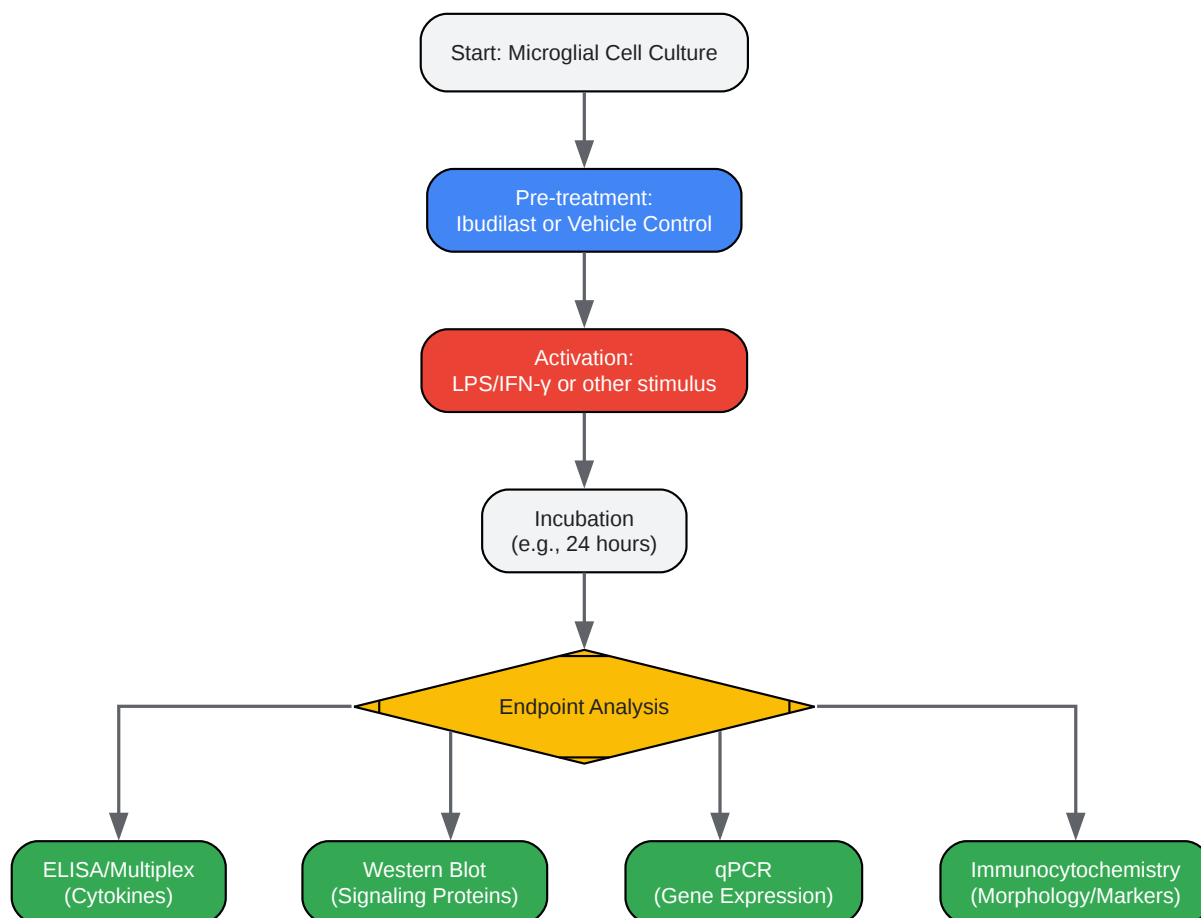 Start: Microglial Cell Culture
Pre-treatment:
Ibudilast or Vehicle Control
Activation:
LPS/IFN-γ or other stimulus
Incubation
(e.g., 24 hours)
Endpoint Analysis
ELISA/Multiplex
(Cytokines)
Western Blot
(Signaling Proteins)
qPCR
(Gene Expression)
Immunocytochemistry
(Morphology/Markers)